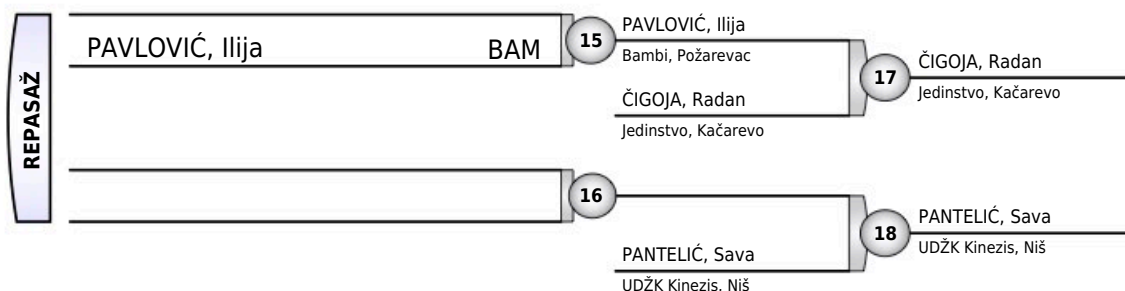 REPASAŽ
PAVLOVIĆ, Ilija BAM
15
PAVLOVIĆ, Ilija
Bambi, Požarevac
ČIGOJA, Radan
Jedinstvo, Kačarevo
17
ČIGOJA, Radan
Jedinstvo, Kačarevo
16
PANTELIĆ, Sava
UDŽK Kinezis, Niš
18
PANTELIĆ, Sava
UDŽK Kinezis, Niš